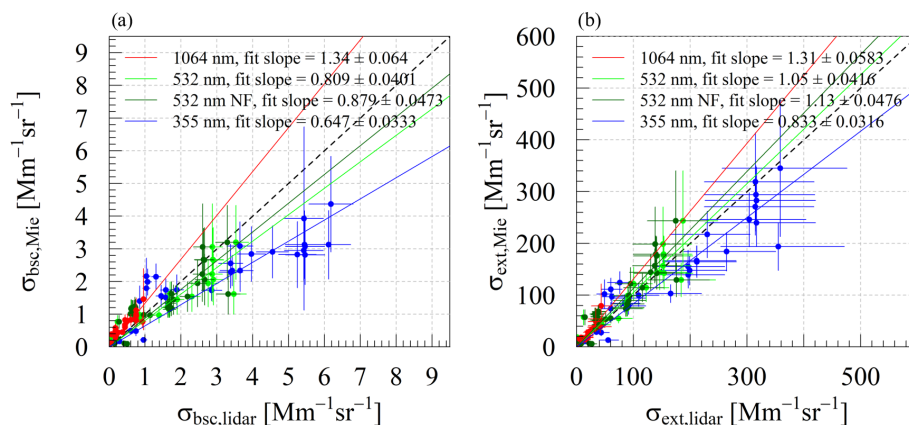 (a)
1064 nm, fit slope = 1.34 ± 0.064
532 nm, fit slope = 0.809 ± 0.0401
532 nm NF, fit slope = 0.879 ± 0.0473
355 nm, fit slope = 0.647 ± 0.0333
9
8
7
6
5
4
3
2
1
0
σbsc,Mie [Mm⁻¹sr⁻¹]
0 1 2 3 4 5 6 7 8 9
σbsc,lidar [Mm⁻¹sr⁻¹]
(b)
1064 nm, fit slope = 1.31 ± 0.0583
532 nm, fit slope = 1.05 ± 0.0416
532 nm NF, fit slope = 1.13 ± 0.0476
355 nm, fit slope = 0.833 ± 0.0316
600
500
400
300
200
100
0
σext,Mie [Mm⁻¹sr⁻¹]
0 100 300 500
σext,lidar [Mm⁻¹sr⁻¹]